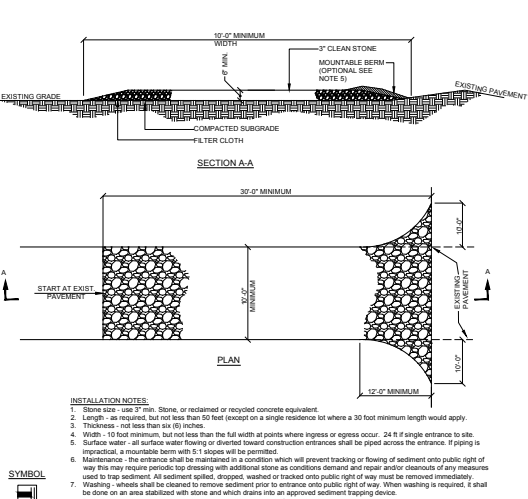 10'-0" MINIMUM
WIDTH
6" MIN.
3" CLEAN STONE
MOUNTABLE BERM
(OPTIONAL SEE
NOTE 5)
EXISTING GRADE
EXISTING PAVEMENT
COMPACTED SUBGRADE
FILTER CLOTH
SECTION A-A
30'-0" MINIMUM
10'-0"
A
A
START AT EXIST.
PAVEMENT
10'-0"
MINIMUM
EXISTING
PAVEMENT
PLAN
10'-0"
12'-0" MINIMUM
INSTALLATION NOTES:
1. Stone size - use 3" min. Stone, or reclaimed or recycled concrete equivalent.
2. Length - as required, but not less than 50 feet (except on a single residence lot where a 30 foot minimum length would apply.
3. Thickness - not less than six (6) inches.
4. Width - 10 foot minimum, but not less than the full width at points where ingress or egress occur. 24 ft if single entrance to site.
5. Surface water - all surface water flowing or diverted toward construction entrances shall be piped across the entrance. If piping is
impractical, a mountable berm with 5:1 slopes will be permitted.
6. Maintenance - the entrance shall be maintained in a condition which will prevent tracking or flowing of sediment onto public right of
way this may require periodic top dressing with additional stone as conditions demand and repair and/or cleanouts of any measures
used to trap sediment. All sediment spilled, dropped, washed or tracked onto public right of way must be removed immediately.
7. Washing - wheels shall be cleaned to remove sediment prior to entrance onto public right of way. When washing is required, it shall
be done on an area stabilized with stone and which drains into an approved sediment trapping device.
SYMBOL